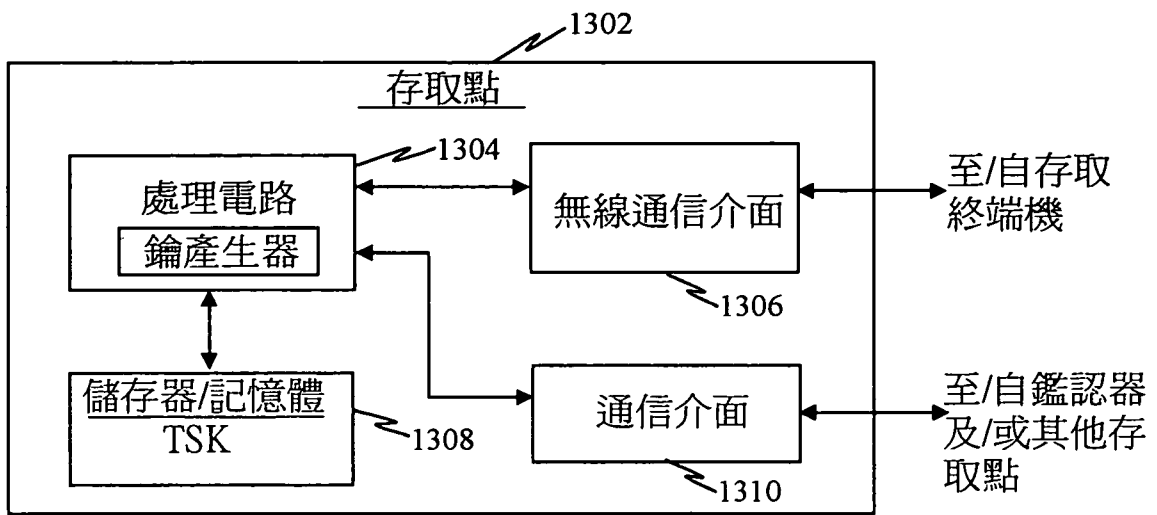 1302
存取點
1304
處理電路
鑰產生器
無線通信介面
至/自存取
終端機
1306
儲存器/記憶體
TSK
1308
通信介面
至/自鑑認器
及/或其他存
取點
1310